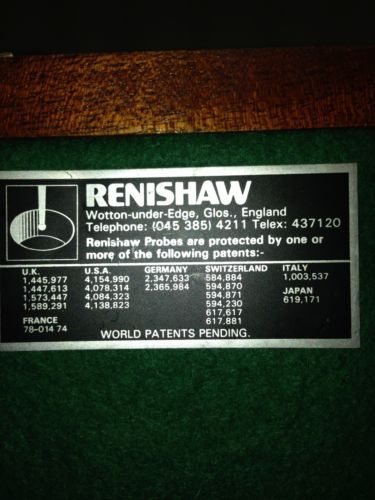 RENISHAW
Wotton-under-Edge, Glos., England
Telephone: (045 385) 4211 Telex: 437120
Renishaw Probes are protected by one or
more of the following patents:-
U.K.
1,445,977
1,447,613
1,573,447
1,589,291
FRANCE
78-014 74
U.S.A.
4,154,990
4,078,314
4,084,323
4,138,823
GERMANY
2,347,633
2,365,984
SWITZERLAND
584,884
594,870
594,871
594,230
617,617
617,881
ITALY
1,003,537
JAPAN
619,171
WORLD PATENTS PENDING.